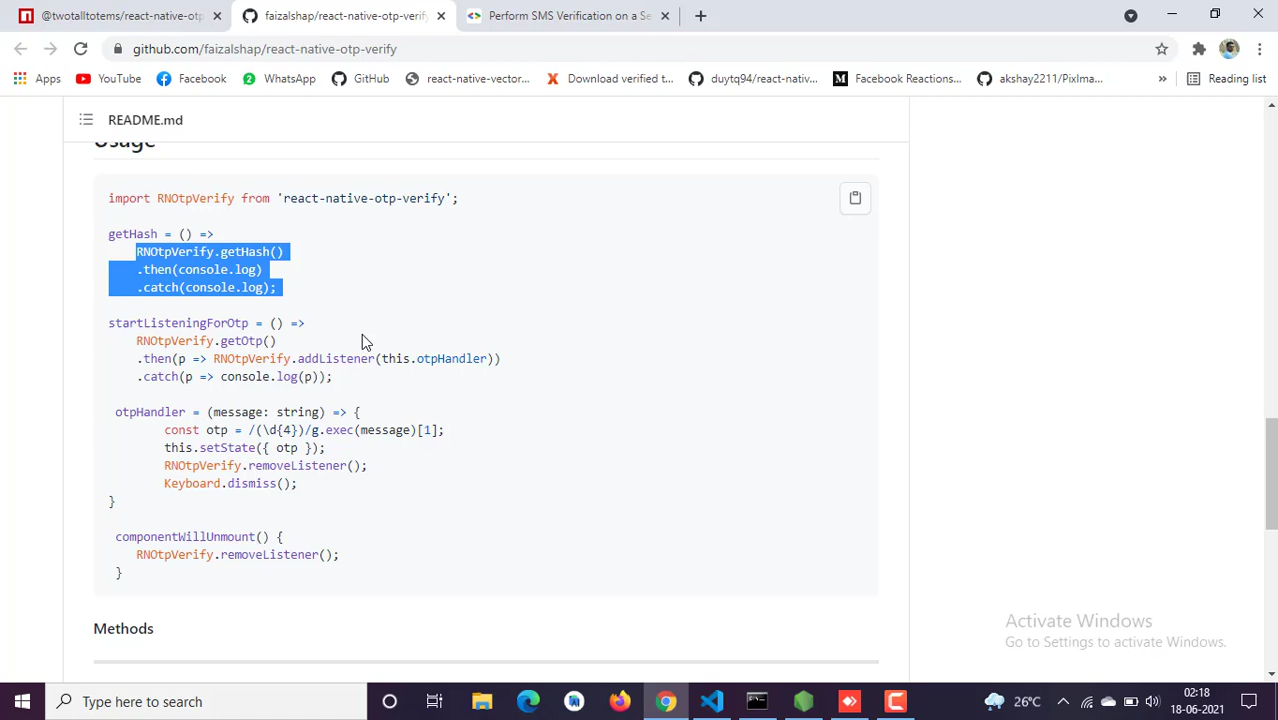 @twotalltotems/react-native-otp
faizalshap/react-native-otp-verify
Perform SMS Verification on a Se
github.com/faizalshap/react-native-otp-verify
Apps
YouTube
Facebook
2
WhatsApp
GitHub
react-native-vector...
Download verified t...
duytq94/react-nativ...
Facebook Reactions...
akshay2211/PixIma...
»
Reading list
README.md
Usage
import RNOtpVerify from 'react-native-otp-verify';
getHash = () =>
RNOtpVerify.getHash()
.then(console.log)
.catch(console.log);
startListeningForOtp = () =>
RNOtpVerify.getOtp()
.then(p => RNOtpVerify.addListener(this.otpHandler))
.catch(p => console.log(p));
otpHandler = (message: string) => {
const otp = /(\d{4})/g.exec(message)[1];
this.setState({ otp });
RNOtpVerify.removeListener();
Keyboard.dismiss();
}
componentWillUnmount() {
RNOtpVerify.removeListener();
}
Methods
Activate Windows
Go to Settings to activate Windows.
Type here to search
26°C
02:18
18-06-2021